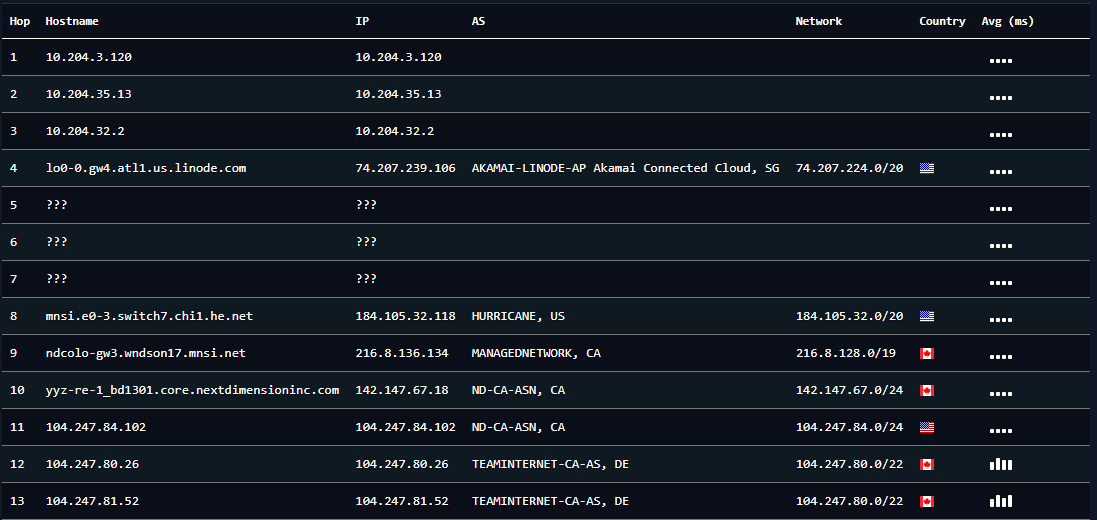 Hop Hostname IP AS Network Country Avg (ms)
1 10.204.3.120 10.204.3.120
2 10.204.35.13 10.204.35.13
3 10.204.32.2 10.204.32.2
4 lo0-0.gw4.atl1.us.linode.com 74.207.239.106 AKAMAI-LINODE-AP Akamai Connected Cloud, SG 74.207.224.0/20
5 ??? ???
6 ??? ???
7 ??? ???
8 mnsi.e0-3.switch7.chi1.he.net 184.105.32.118 HURRICANE, US 184.105.32.0/20
9 ndcolo-gw3.wndson17.mnsi.net 216.8.136.134 MANAGEDNETWORK, CA 216.8.128.0/19
10 yyz-re-1_bd1301.core.nextdimensioninc.com 142.147.67.18 ND-CA-ASN, CA 142.147.67.0/24
11 104.247.84.102 104.247.84.102 ND-CA-ASN, CA 104.247.84.0/24
12 104.247.80.26 104.247.80.26 TEAMINTERNET-CA-AS, DE 104.247.80.0/22
13 104.247.81.52 104.247.81.52 TEAMINTERNET-CA-AS, DE 104.247.80.0/22